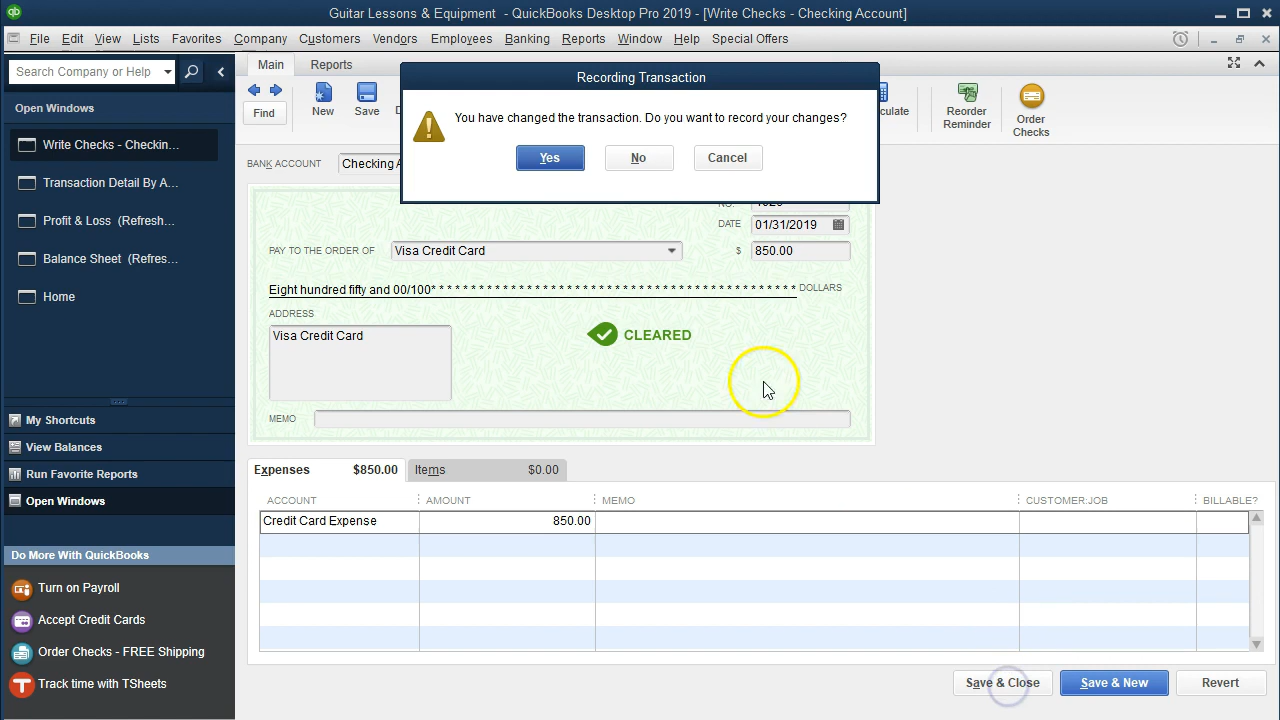 Guitar Lessons & Equipment - QuickBooks Desktop Pro 2019 - [Write Checks - Checking Account]
File Edit View Lists Favorites Company Customers Vendors Employees Banking Reports Window Help Special Offers
Search Company or Help
Main Reports
Find
New
Save
Reorder
Reminder
Order
Checks
Recording Transaction
You have changed the transaction. Do you want to record your changes?
Yes No Cancel
Open Windows
Write Checks - Checkin...
Transaction Detail By A...
Profit & Loss (Refresh...
Balance Sheet (Refres...
Home
My Shortcuts
View Balances
Run Favorite Reports
Open Windows
Do More With QuickBooks
Turn on Payroll
Accept Credit Cards
Order Checks - FREE Shipping
Track time with TSheets
BANK ACCOUNT Checking A
DATE 01/31/2019
PAY TO THE ORDER OF Visa Credit Card $ 850.00
Eight hundred fifty and 00/100* * * * * * * * * * * * * * * * * * * * * * * * * * * * * * * * * * * * * * * * * * * * * * DOLLARS
ADDRESS
Visa Credit Card
CLEARED
MEMO
Expenses $850.00 Items $0.00
ACCOUNT AMOUNT MEMO CUSTOMER:JOB BILLABLE?
Credit Card Expense 850.00
Save & Close Save & New Revert